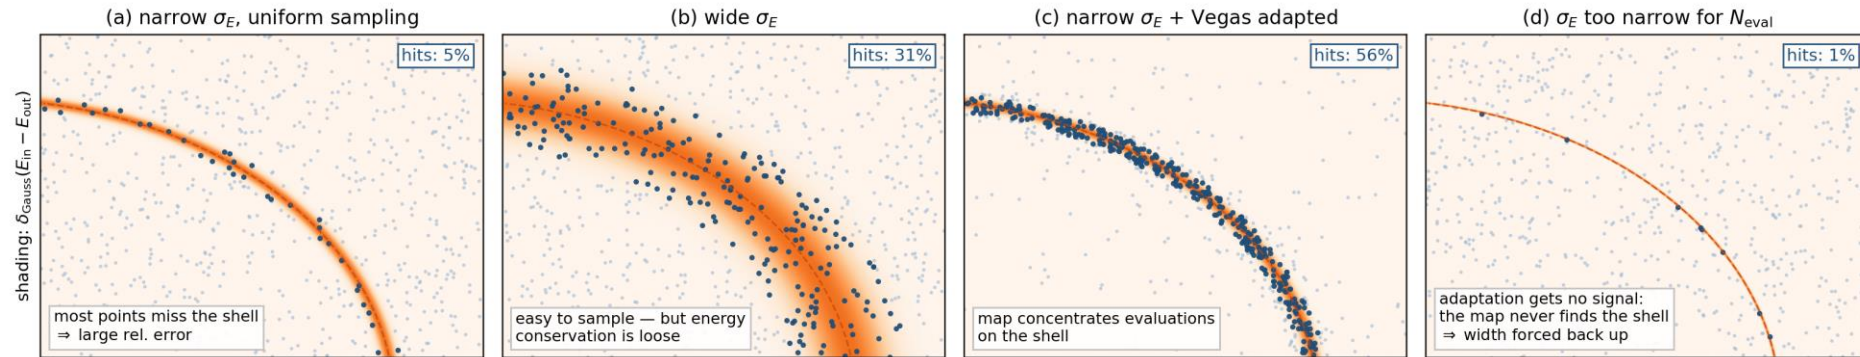 (a) narrow σ_E, uniform sampling
hits: 5%
shading: δ_Gauss(E_in − E_out)
most points miss the shell
⇒ large rel. error
(b) wide σ_E
hits: 31%
easy to sample — but energy
conservation is loose
(c) narrow σ_E + Vegas adapted
hits: 56%
map concentrates evaluations
on the shell
(d) σ_E too narrow for N_eval
hits: 1%
adaptation gets no signal:
the map never finds the shell
⇒ width forced back up